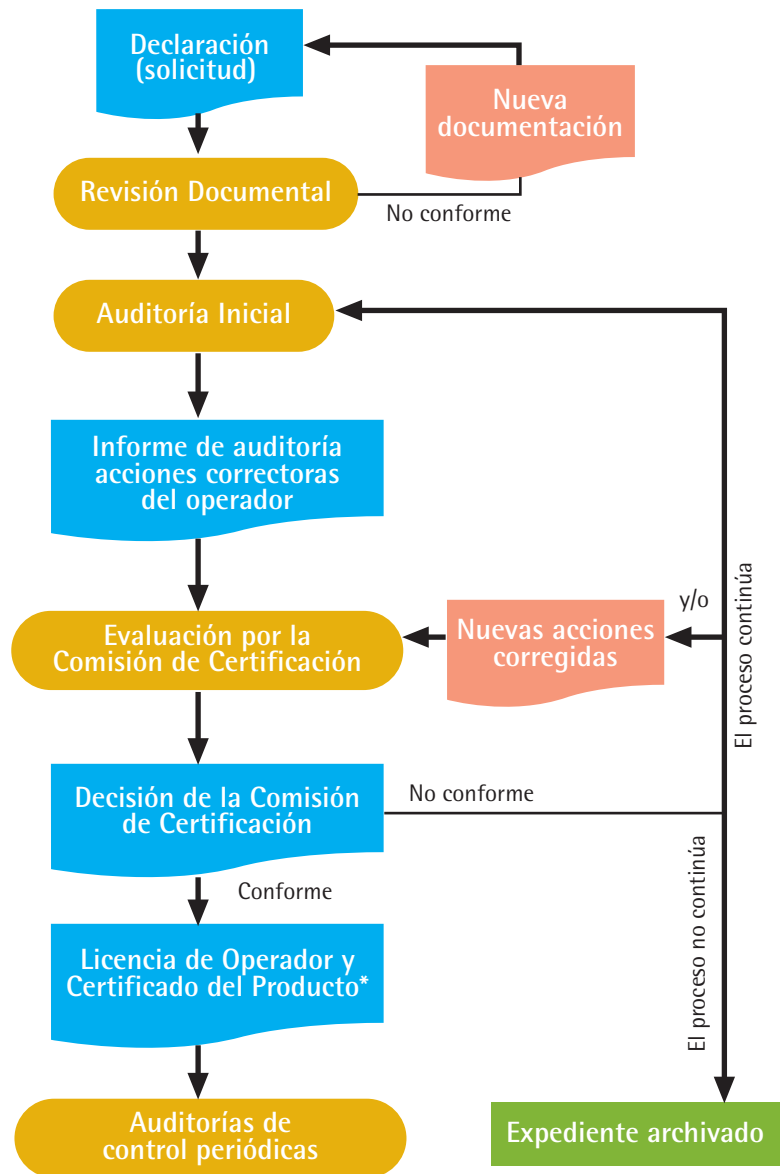 Declaración
(solicitud)
Nueva
documentación
Revisión Documental
No conforme
Auditoría Inicial
Informe de auditoría
acciones correctoras
del operador
El proceso continúa
y/o
Evaluación por la
Comisión de Certificación
Nuevas acciones
corregidas
Decisión de la Comisión
de Certificación
No conforme
Conforme
El proceso no continúa
Licencia de Operador y
Certificado del Producto*
Auditorías de
control periódicas
Expediente archivado